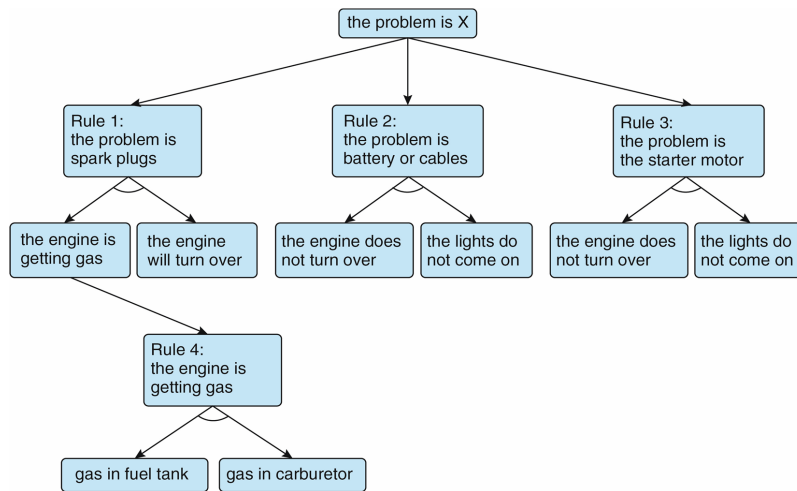 the problem is X
Rule 1:
the problem is
spark plugs
Rule 2:
the problem is
battery or cables
Rule 3:
the problem is
the starter motor
the engine is
getting gas
the engine
will turn over
the engine does
not turn over
the lights do
not come on
the engine does
not turn over
the lights do
not come on
Rule 4:
the engine is
getting gas
gas in fuel tank
gas in carburetor